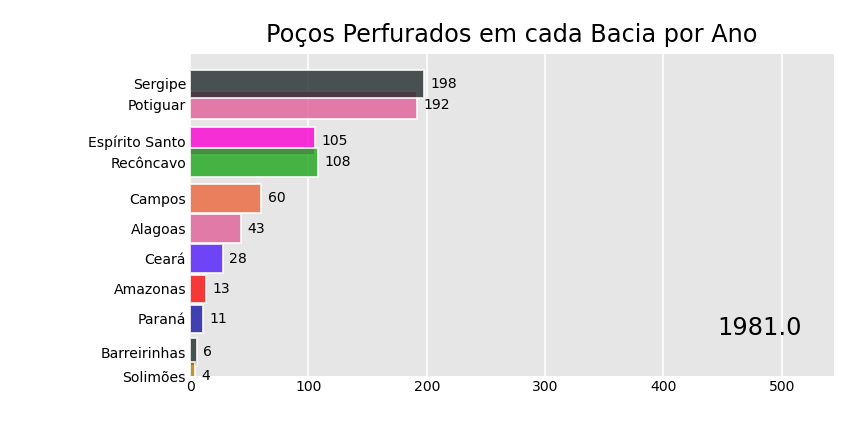 Poços Perfurados em cada Bacia por Ano
Sergipe 198
Potiguar 192
Espírito Santo 105
Recôncavo 108
Campos 60
Alagoas 43
Ceará 28
Amazonas 13
Paraná 11
1981.0
Barreirinhas 6
Solimões 4
0 100 200 300 400 500